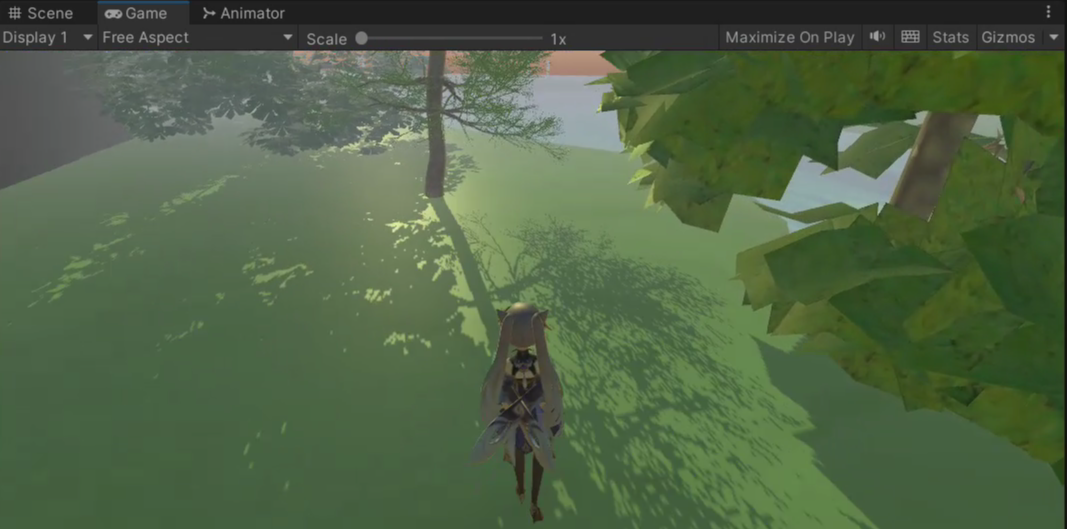 Scene Game Animator
Display 1 Free Aspect Scale 1x Maximize On Play Stats Gizmos